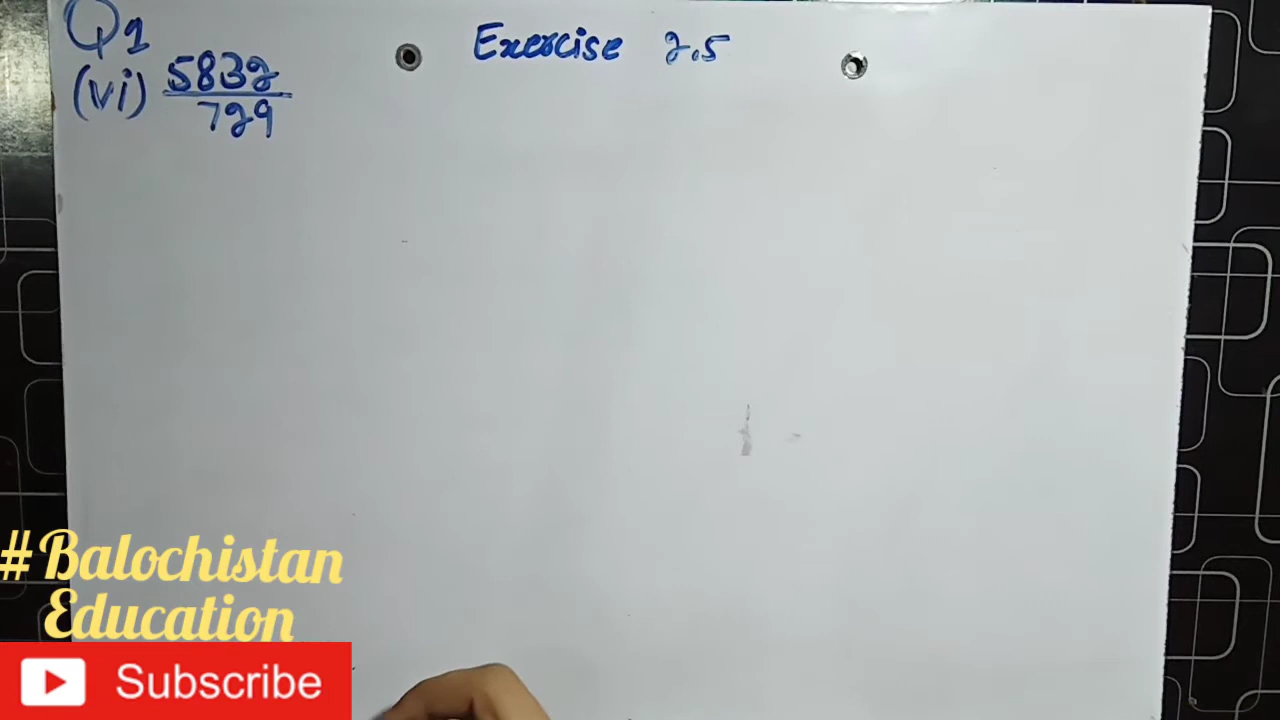 Q1
Exercise 2.5
(vi) 5832
729
#Balochistan
Education
Subscribe